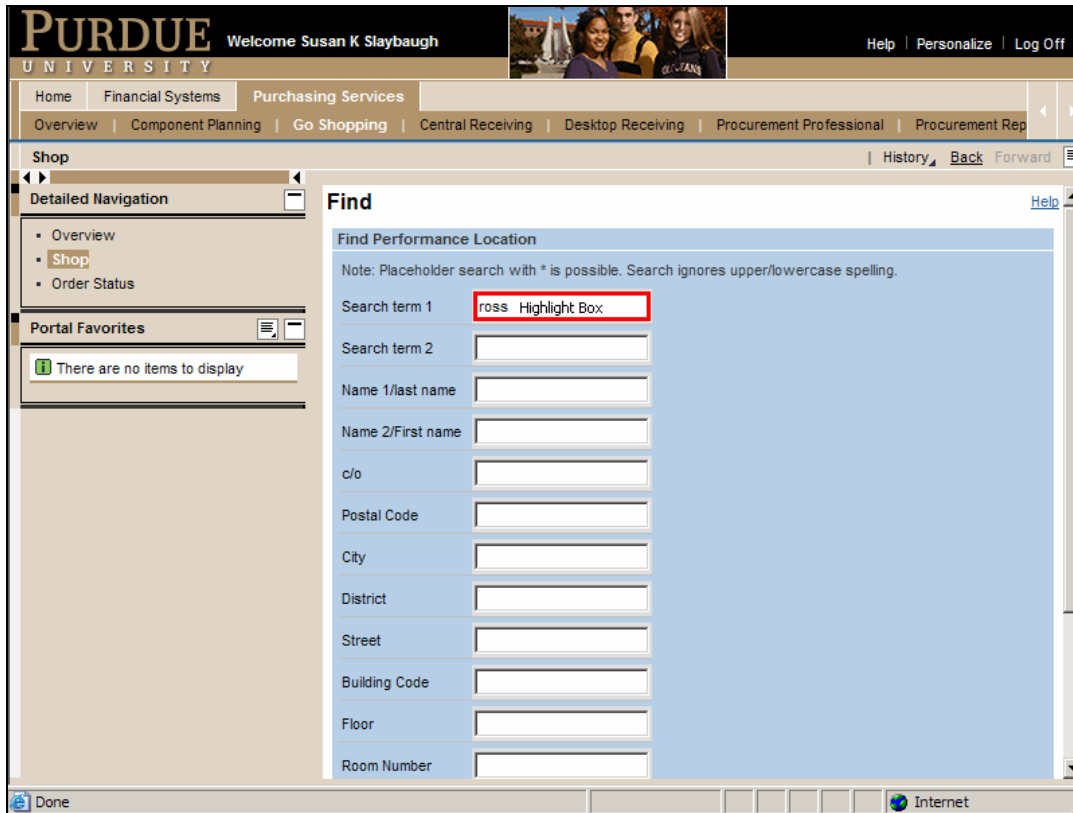 PURDUE
UNIVERSITY
Welcome Susan K Slaybaugh
Help | Personalize | Log Off
Home Financial Systems Purchasing Services
Overview | Component Planning | Go Shopping | Central Receiving | Desktop Receiving | Procurement Professional | Procurement Rep
Shop
| History Back Forward
Detailed Navigation
Overview
Shop
Order Status
Portal Favorites
There are no items to display
Find
Help
Find Performance Location
Note: Placeholder search with * is possible. Search ignores upper/lowercase spelling.
Search term 1 ross Highlight Box
Search term 2
Name 1/last name
Name 2/First name
c/o
Postal Code
City
District
Street
Building Code
Floor
Room Number
Done
Internet